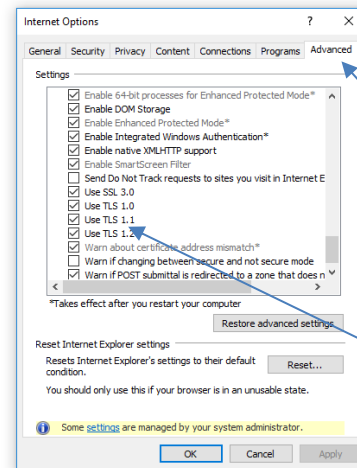 Internet Options ? ×
General Security Privacy Content Connections Programs Advanced
Settings
Enable 64-bit processes for Enhanced Protected Mode*
Enable DOM Storage
Enable Enhanced Protected Mode*
Enable Integrated Windows Authentication*
Enable native XMLHTTP support
Enable SmartScreen Filter
Send Do Not Track requests to sites you visit in Internet E
Use SSL 3.0
Use TLS 1.0
Use TLS 1.1
Use TLS 1.2
Warn about certificate address mismatch*
Warn if changing between secure and not secure mode
Warn if POST submittal is redirected to a zone that does n
*Takes effect after you restart your computer
Restore advanced settings
Reset Internet Explorer settings
Resets Internet Explorer's settings to their default
condition.
Reset...
You should only use this if your browser is in an unusable state.
Some settings are managed by your system administrator.
OK Cancel Apply